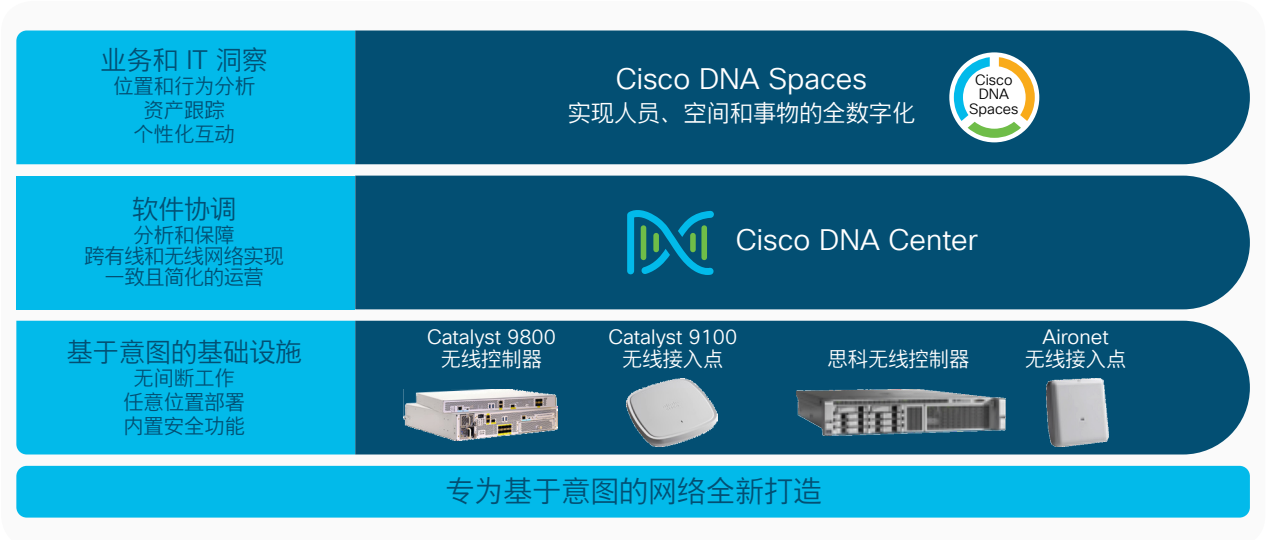 业务和 IT 洞察
位置和行为分析
资产跟踪
个性化互动
Cisco DNA Spaces
实现人员、空间和事物的全数字化
Cisco
DNA
Spaces
软件协调
分析和保障
跨有线和无线网络实现
一致且简化的运营
Cisco DNA Center
基于意图的基础设施
无间断工作
任意位置部署
内置安全功能
Catalyst 9800
无线控制器
Catalyst 9100
无线接入点
思科无线控制器
Aironet
无线接入点
专为基于意图的网络全新打造